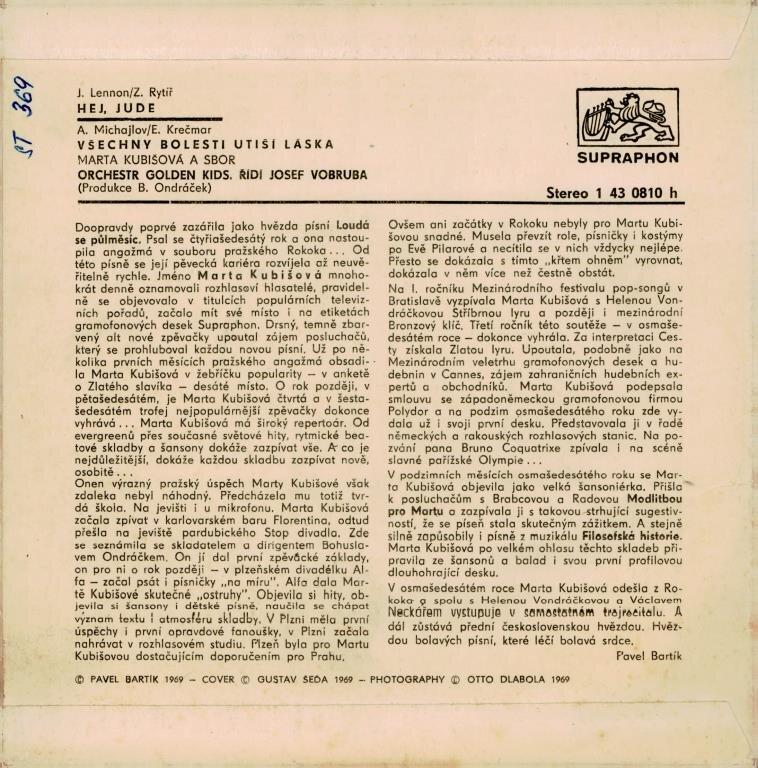 ST 369
J. Lennon/Z. Rytíř
HEJ, JUDE
A. Michajlov/E. Krečmar
VŠECHNY BOLESTI UTIŠÍ LÁSKA
MARTA KUBIŠOVÁ A SBOR
ORCHESTR GOLDEN KIDS. ŘÍDÍ JOSEF VOBRUBA
(Produkce B. Ondráček)
SUPRAPHON
Stereo 1 43 0810 h
Doopravdy poprvé zazářila jako hvězda písní Loudá
se půlměsíc. Psal se čtyřiašedesátý rok a ona nastou-
pila angažmá v souboru pražského Rokoka... Od
této písně se její pěvecká kariéra rozvíjela až neuvě-
řitelně rychle. Jméno Marta Kubišová mnoho-
krát denně oznamovali rozhlasoví hlasatelé, pravidel-
ně se objevovalo v titulcích populárních televiz-
ních pořadů, začalo mít své místo i na etiketách
gramofonových desek Supraphon. Drsný, temně zbar-
vený alt nové zpěvačky upoutal zájem posluchačů,
který se prohluboval každou novou písní. Už po ně-
kolika prvních měsících pražského angažmá obsadi-
la Marta Kubišová v žebříčku popularity – v anketě
o Zlatého slavíka – desáté místo. O rok později, v
pětašedesátém, je Marta Kubišová čtvrtá a v šesta-
šedesátém trofej nejpopulárnější zpěvačky dokonce
vyhrává... Marta Kubišová má široký repertoár. Od
evergreenů přes současné světové hity, rytmické bea-
tové skladby a šansony dokáže zazpívat vše. A co je
nejdůležitější, dokáže každou skladbu zazpívat nově,
osobitě...
Onen výrazný pražský úspěch Marty Kubišové však
zdaleka nebyl náhodný. Předcházela mu totiž tvr-
dá škola. Na jevišti i u mikrofonu. Marta Kubišová
začala zpívat v karlovarském baru Florentina, odtud
přešla na jeviště pardubického Stop divadla. Zde
se seznámila se skladatelem a dirigentem Bohusla-
vem Ondráčkem. On jí dal první zpěvácké základy,
on pro ni o rok později – v plzeňském divadélku Al-
fa – začal psát i písničky „na míru". Alfa dala Mar-
tě Kubišové skutečné „ostruhy". Objevila si hity, ob-
jevila si šansony i dětské písně, naučila se chápat
význam textu i atmosféru skladby. V Plzni měla první
úspěchy i první opravdové fanoušky, v Plzni začala
nahrávat v rozhlasovém studiu. Plzeň byla pro Martu
Kubišovou dostačujícím doporučením pro Prahu.
Ovšem ani začátky v Rokoku nebyly pro Martu Kubi-
šovou snadné. Musela převzít role, písničky i kostýmy
po Evě Pilarové a necítila se v nich vždycky nejlépe.
Přesto se dokázala s tímto „křtem ohněm" vyrovnat,
dokázala v něm více než čestně obstát.
Na I. ročníku Mezinárodního festivalu pop-songů v
Bratislavě vyzpívala Marta Kubišová s Helenou Von-
dráčkovou Stříbrnou lyru a později – i mezinárodní
Bronzový klíč. Třetí ročník této soutěže – v osmaše-
desátém roce – dokonce vyhrála. Za interpretaci Ces-
ty získala Zlatou lyru. Upoutala, podobně jako na
Mezinárodním veletrhu gramofonových desek a hu-
debnin v Cannes, zájem zahraničních hudebních ex-
pertů a obchodníků. Marta Kubišová podepsala
smlouvu se západoněmeckou gramofonovou firmou
Polydor a na podzim osmašedesátého roku zde vy-
dala už i svoji první desku. Představovala ji v řadě
německých a rakouských rozhlasových stanic. Na po-
zvání pana Bruno Coquatrixe zpívala i na scéně
slavné pařížské Olympie...
V podzimních měsících osmašedesátého roku se Mar-
ta Kubišová objevila jako velká šansoniérka. Přišla
k posluchačům s Brabcovou a Radovou Modlitbou
pro Martu a zazpívala ji s takovou strhující sugestiv-
ností, že se píseň stala skutečným zážitkem. A stejně
silně zapůsobily i písně z muzikálu Filosofská historie.
Marta Kubišová po velkém ohlasu těchto skladeb při-
pravila ze šansonů a balad i svou první profilovou
dlouhohrající desku.
V osmašedesátém roce Marta Kubišová odešla z Ro-
koka a spolu s Helenou Vondráčkovou a Václavem
Neckářem vystupuje v samostatném trojrecitálu. A
dál zůstává přední československou hvězdou. Hvěz-
dou bolavých písní, které léčí bolavá srdce.
Pavel Bartík
© PAVEL BARTÍK 1969 – COVER © GUSTAV ŠEDA 1969 – PHOTOGRAPHY © OTTO DLABOLA 1969